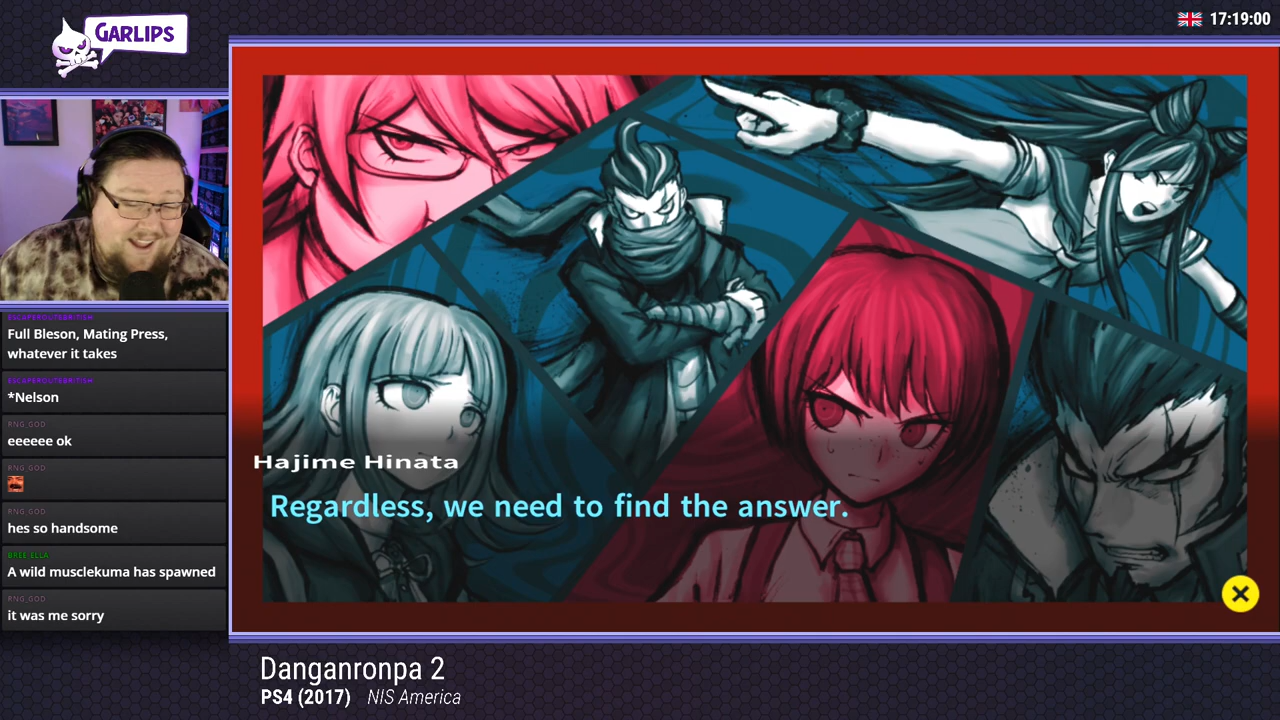 GARLIPS
17:19:00
ESCAPEROUTEBRITISH
Full Bleson, Mating Press,
whatever it takes
ESCAPEROUTEBRITISH
*Nelson
RNG_GOD
eeeeee ok
RNG_GOD
RNG_GOD
hes so handsome
BREE_ELLA
A wild musclekuma has spawned
RNG_GOD
it was me sorry
Hajime Hinata
Regardless, we need to find the answer.
Danganronpa 2
PS4 (2017) NIS America